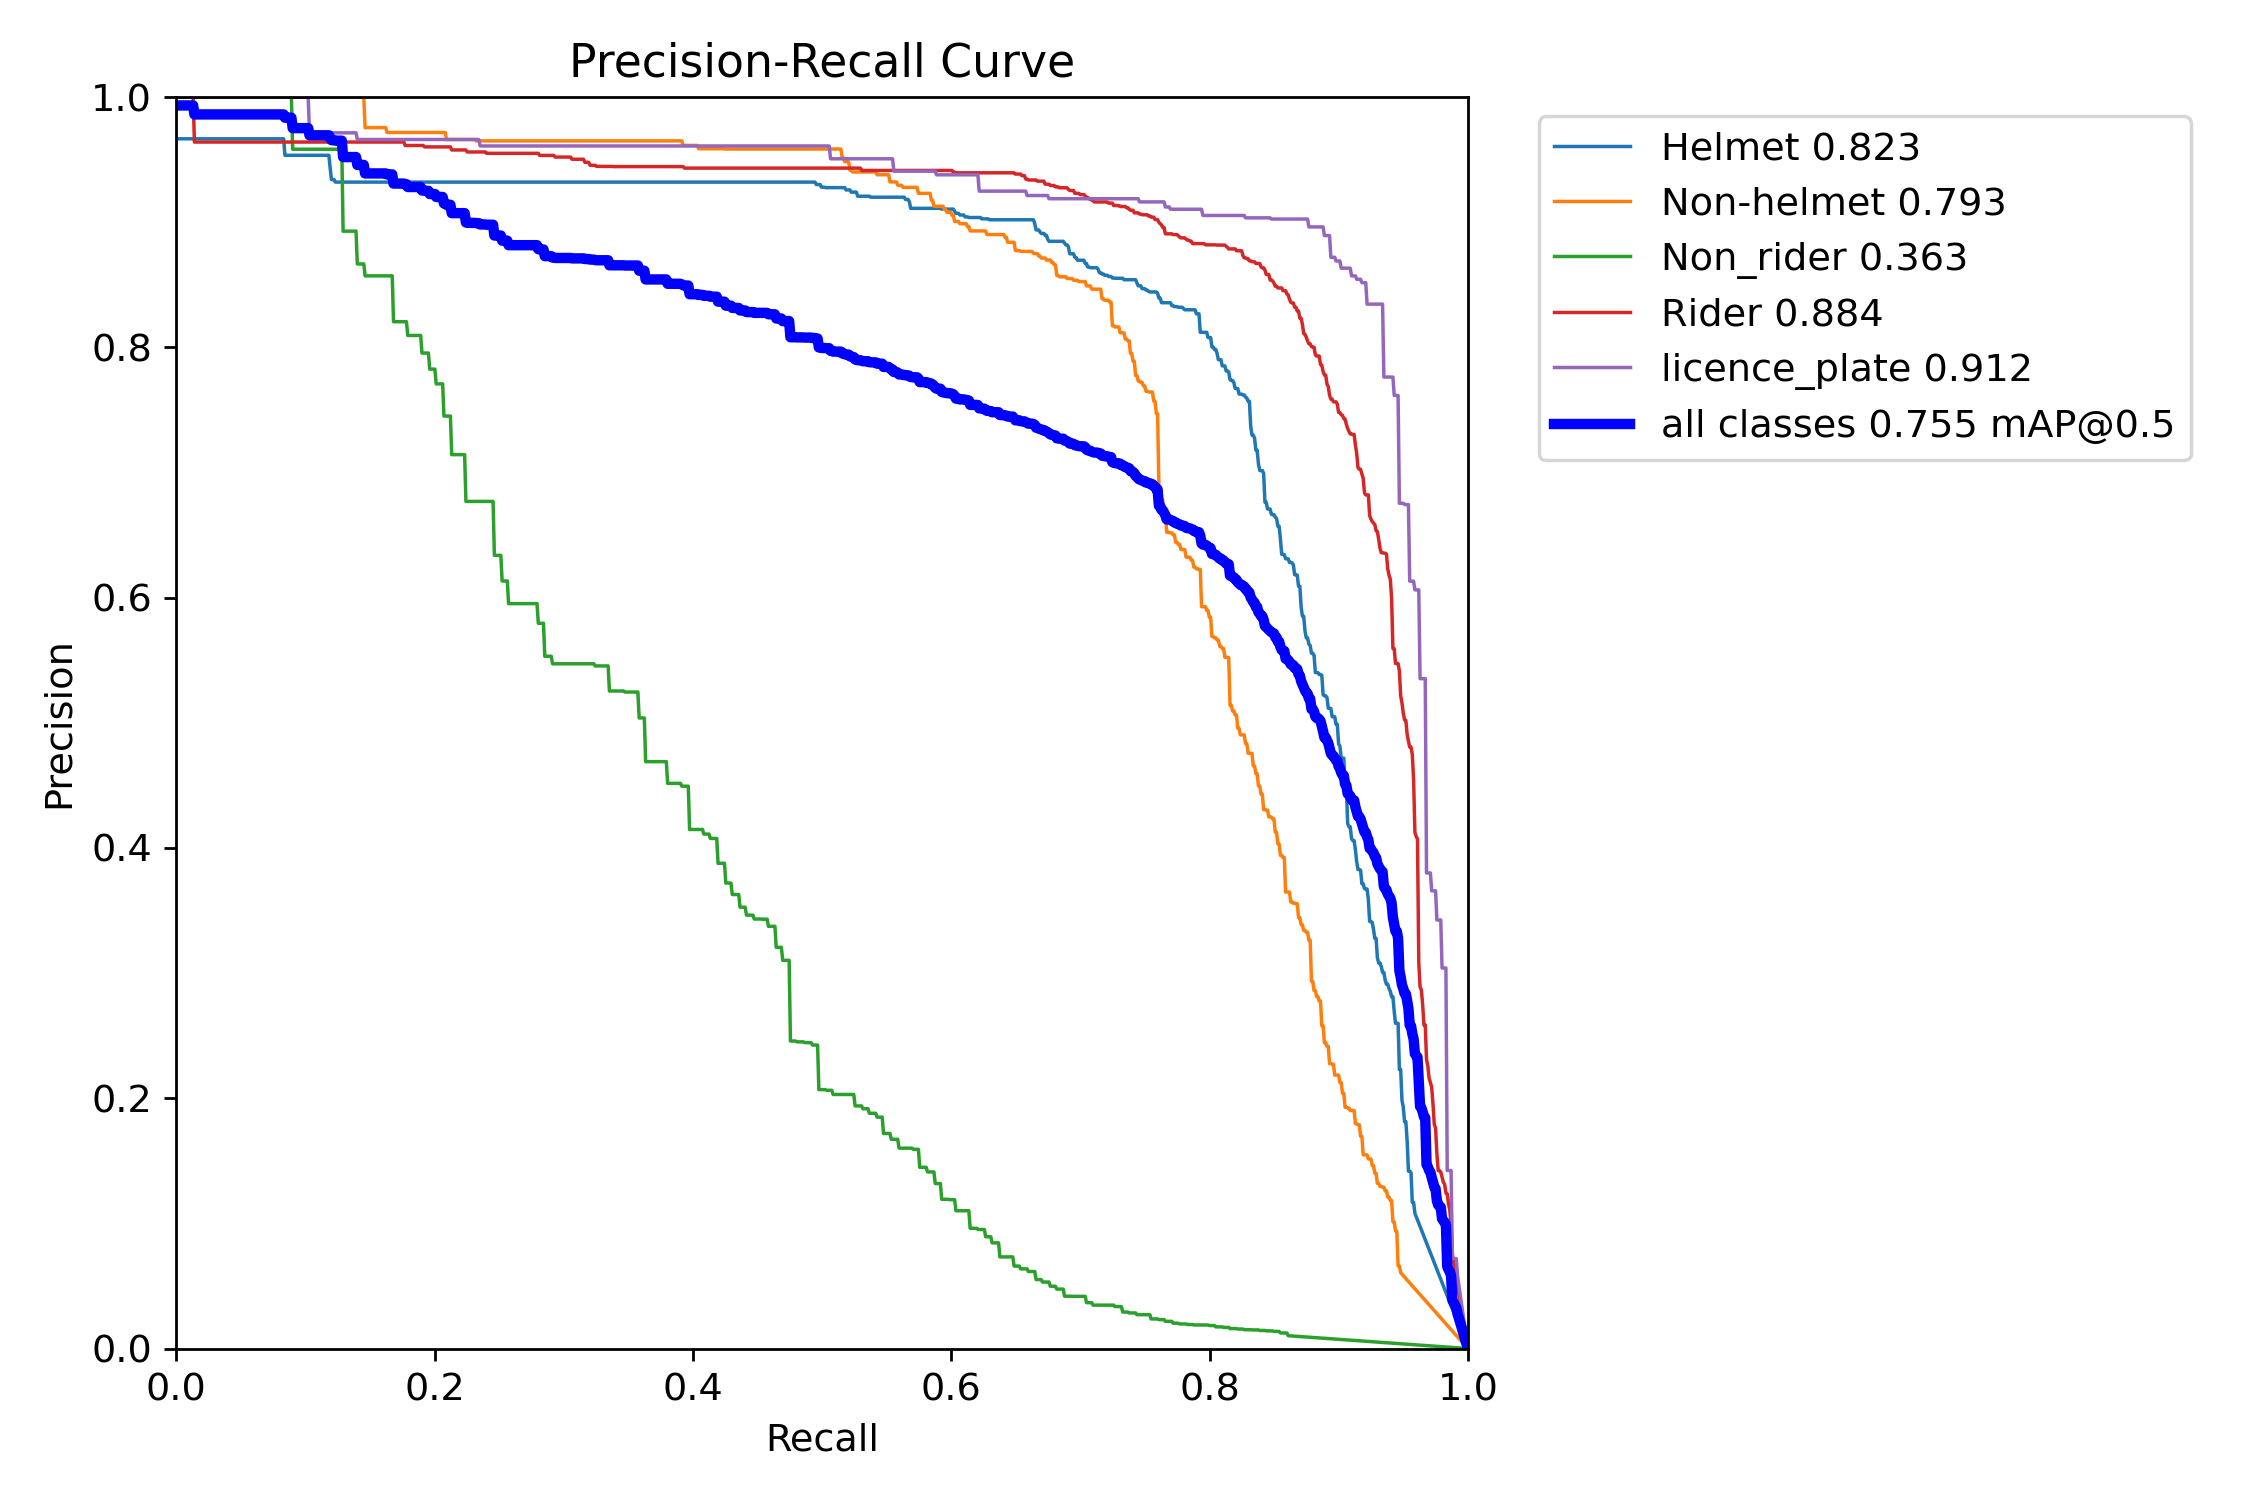 Precision-Recall Curve
1.0
0.8
0.6
0.4
0.2
0.0
Precision
0.0 0.2 0.4 0.6 0.8 1.0
Recall
Helmet 0.823
Non-helmet 0.793
Non_rider 0.363
Rider 0.884
licence_plate 0.912
all classes 0.755 mAP@0.5